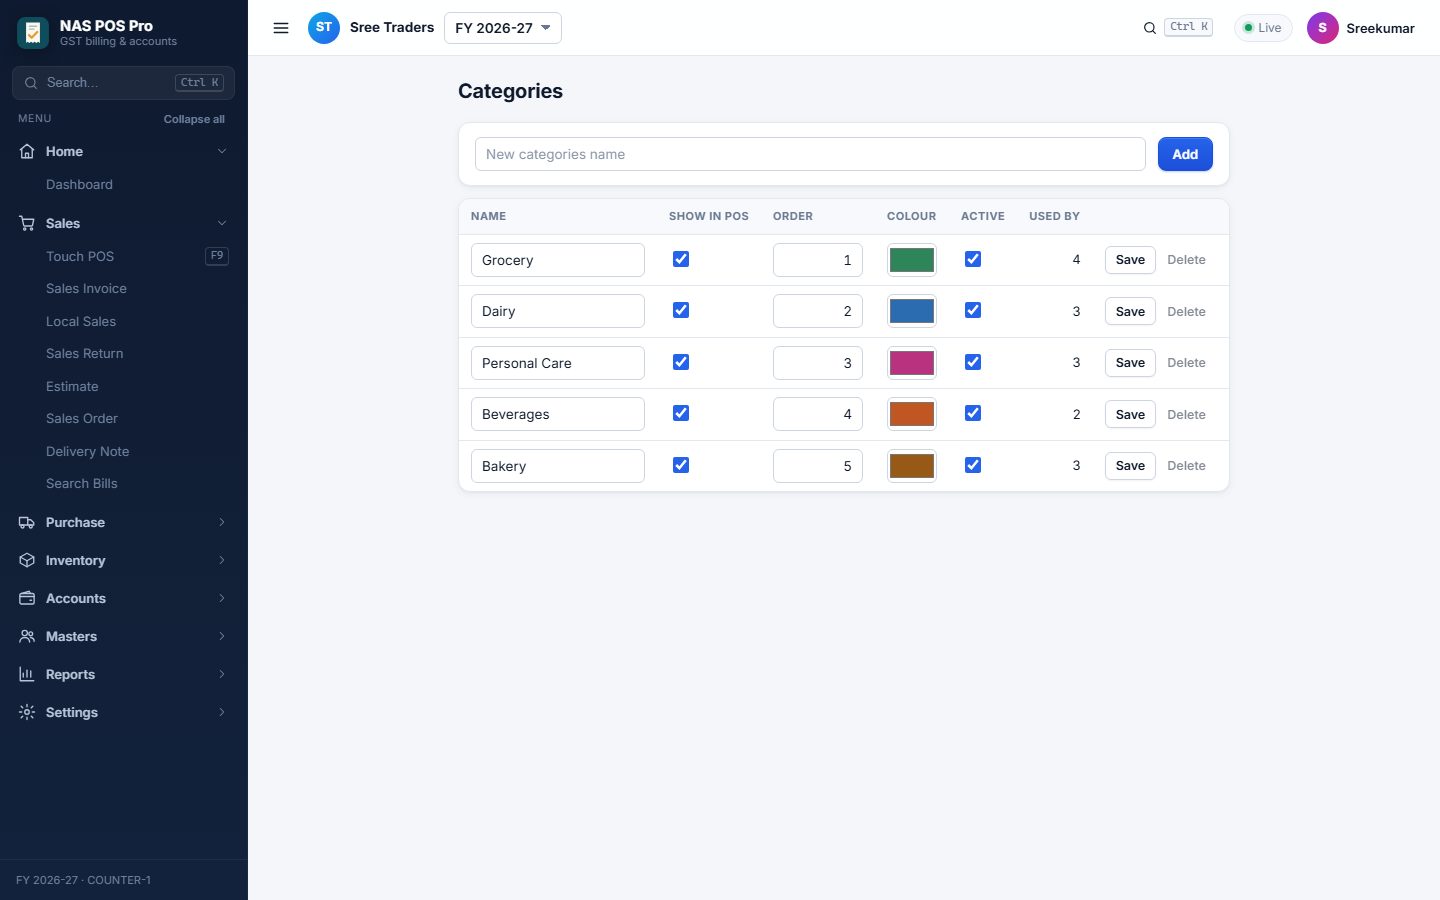 NAS POS Pro
GST billing & accounts
Search... Ctrl K
MENU Collapse all
Home
Dashboard
Sales
Touch POS F9
Sales Invoice
Local Sales
Sales Return
Estimate
Sales Order
Delivery Note
Search Bills
Purchase
Inventory
Accounts
Masters
Reports
Settings
FY 2026-27 · COUNTER-1
ST Sree Traders FY 2026-27 Ctrl K Live S Sreekumar
Categories
New categories name Add
NAME SHOW IN POS ORDER COLOUR ACTIVE USED BY
Grocery 1 4 Save Delete
Dairy 2 3 Save Delete
Personal Care 3 3 Save Delete
Beverages 4 2 Save Delete
Bakery 5 3 Save Delete